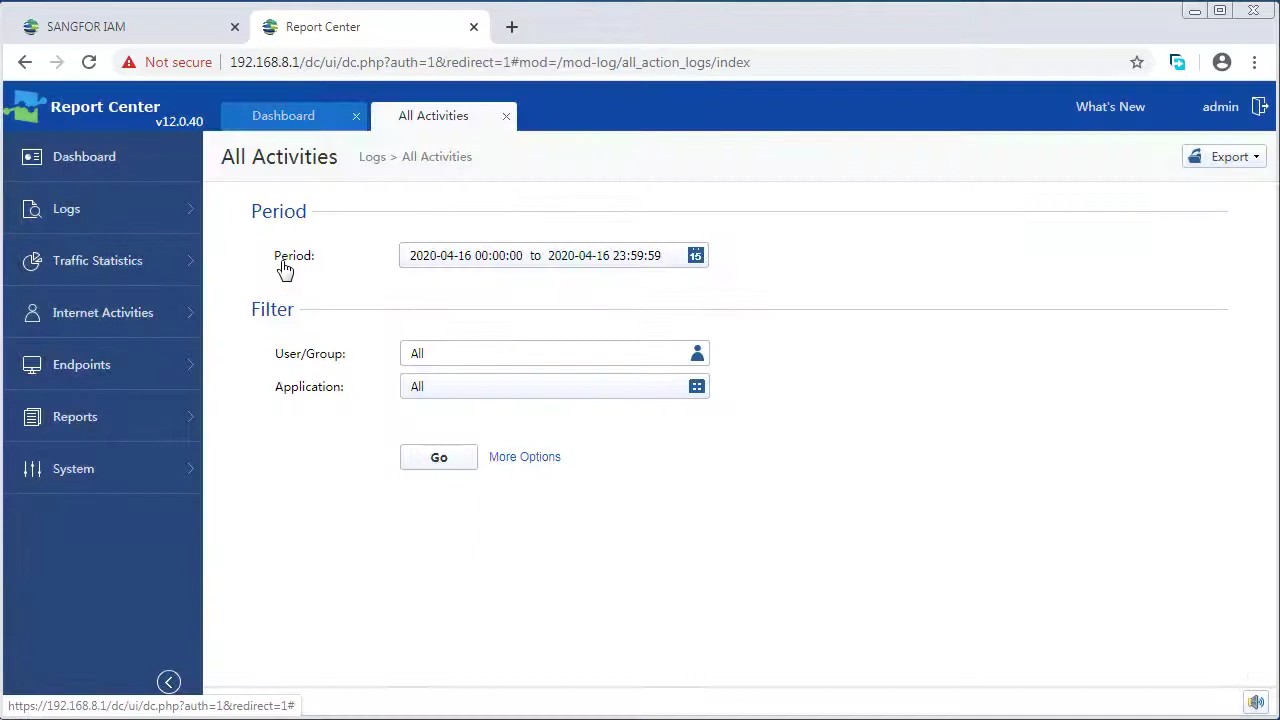 SANGFOR IAM
Report Center
Not secure 192.168.8.1/dc/ui/dc.php?auth=1&redirect=1#mod=/mod-log/all_action_logs/index
Report Center
v12.0.40
Dashboard
All Activities
What's New
admin
Dashboard
Logs
Traffic Statistics
Internet Activities
Endpoints
Reports
System
All Activities
Logs > All Activities
Export
Period
Period:
2020-04-16 00:00:00 to 2020-04-16 23:59:59
15
Filter
User/Group:
All
Application:
All
Go
More Options
https://192.168.8.1/dc/ui/dc.php?auth=1&redirect=1#